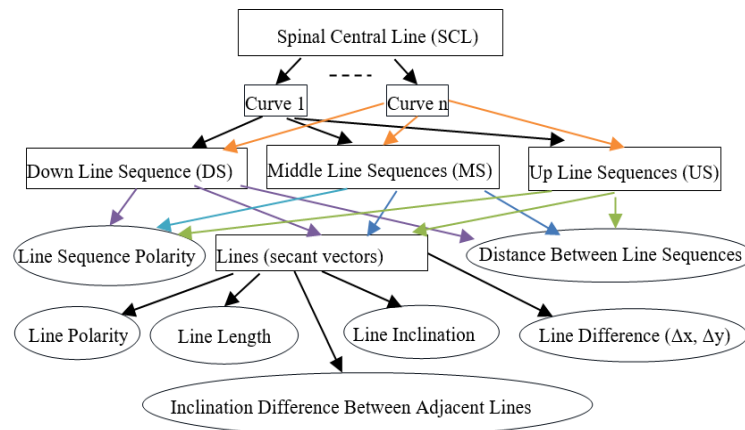 Spinal Central Line (SCL)
Curve 1
Curve n
Down Line Sequence (DS)
Middle Line Sequences (MS)
Up Line Sequences (US)
Line Sequence Polarity
Lines (secant vectors)
Distance Between Line Sequences
Line Polarity
Line Length
Line Inclination
Line Difference (Δx, Δy)
Inclination Difference Between Adjacent Lines